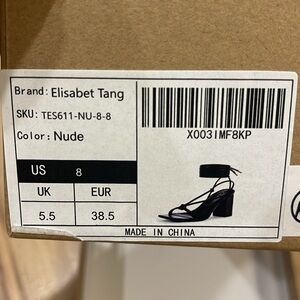 Brand: Elisabet Tang
SKU: TES611-NU-8-8
Color: Nude
X003IMF8KP
US 8
UK EUR
5.5 38.5
MADE IN CHINA